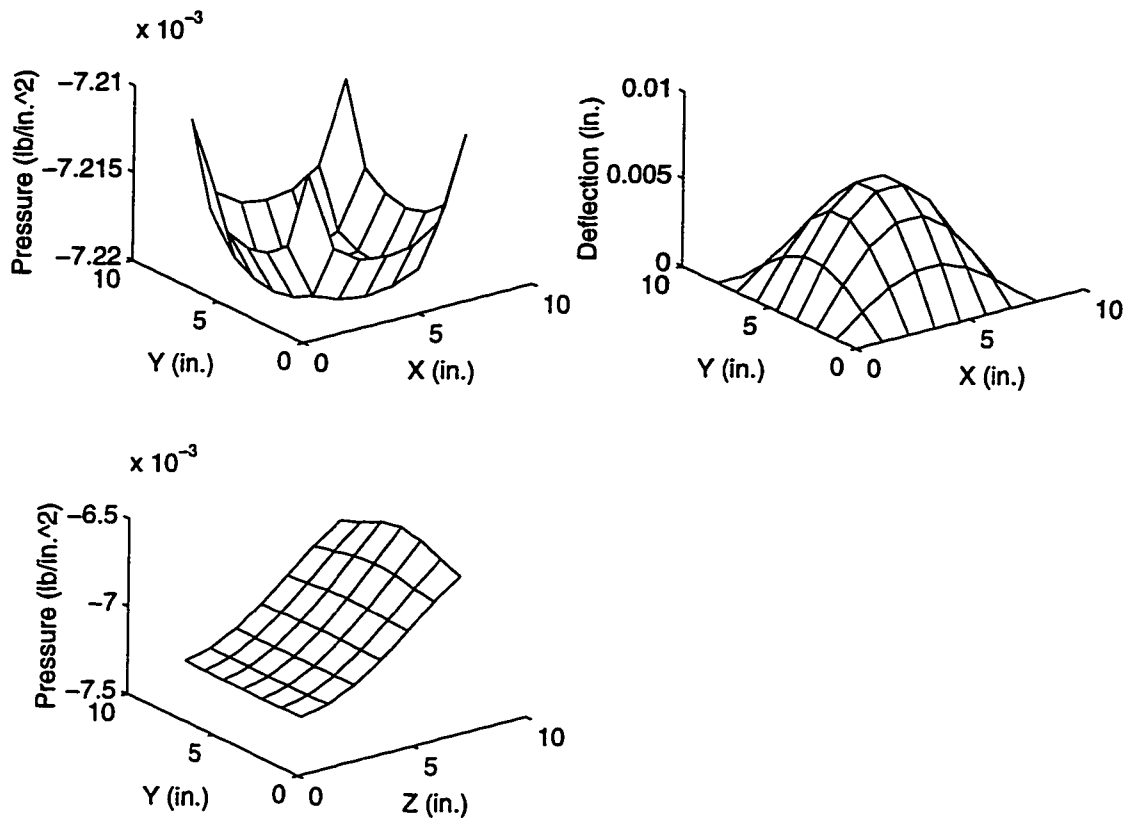 x 10^-3
Pressure (lb/in.^2)
−7.21
−7.215
−7.22
10
5
0
Y (in.)
0
5
10
X (in.)
Deflection (in.)
0.01
0.005
0
10
5
0
Y (in.)
0
5
10
X (in.)
x 10^-3
Pressure (lb/in.^2)
−6.5
−7
−7.5
10
5
0
Y (in.)
0
5
10
Z (in.)